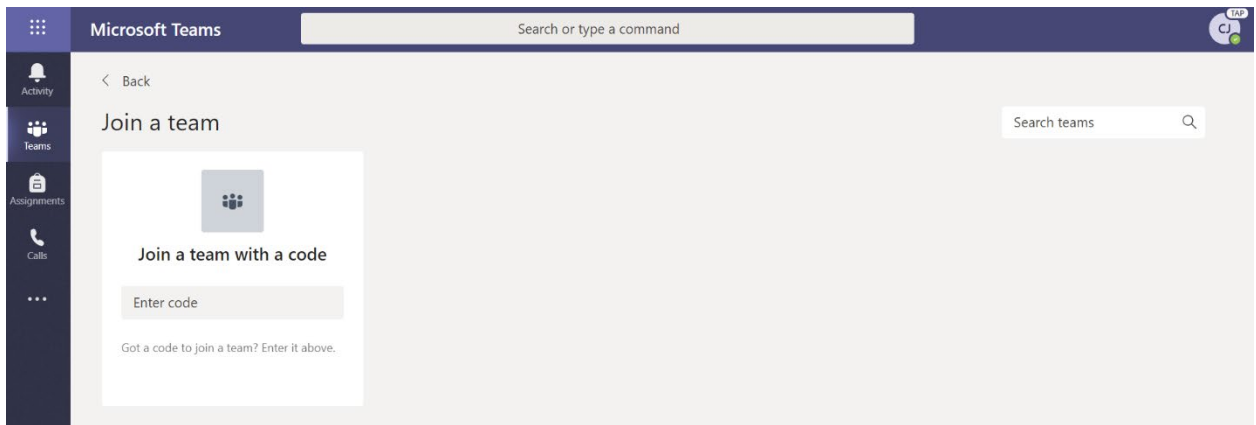 Microsoft Teams
Search or type a command
TAP
CJ
Activity
Teams
Assignments
Calls
Back
Join a team
Search teams
Join a team with a code
Enter code
Got a code to join a team? Enter it above.